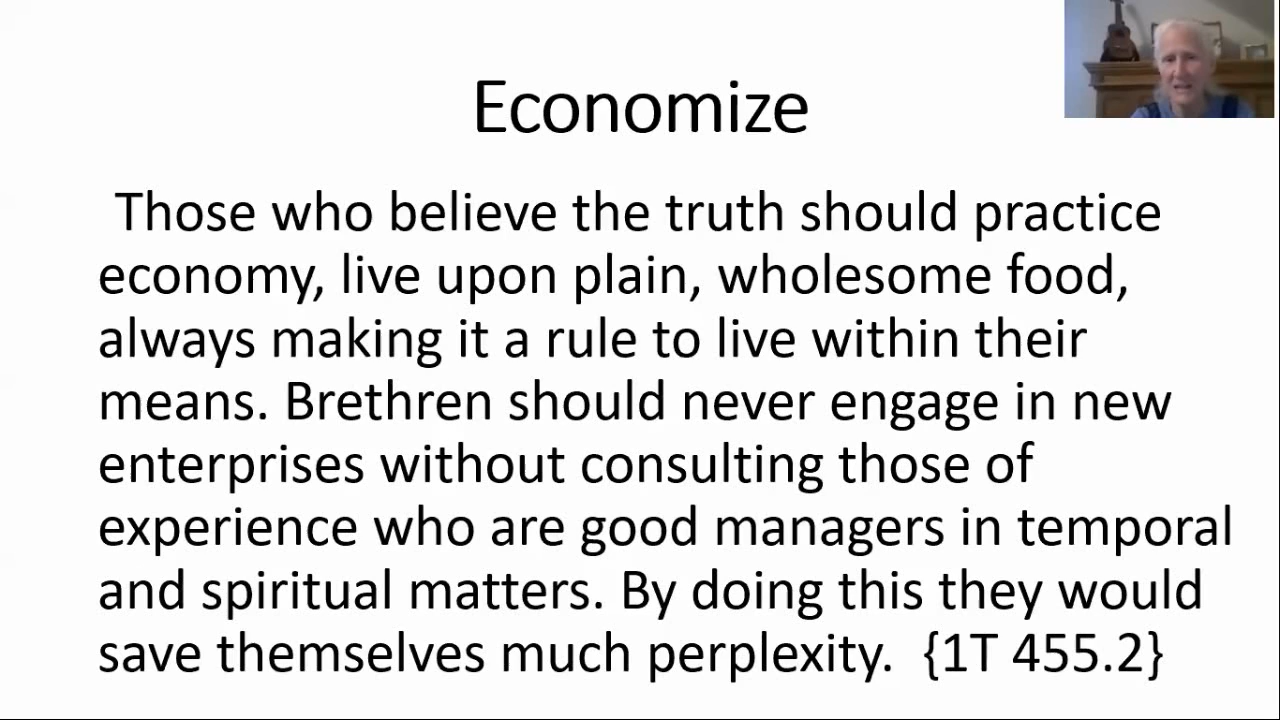 Economize
Those who believe the truth should practice
economy, live upon plain, wholesome food,
always making it a rule to live within their
means. Brethren should never engage in new
enterprises without consulting those of
experience who are good managers in temporal
and spiritual matters. By doing this they would
save themselves much perplexity. {1T 455.2}